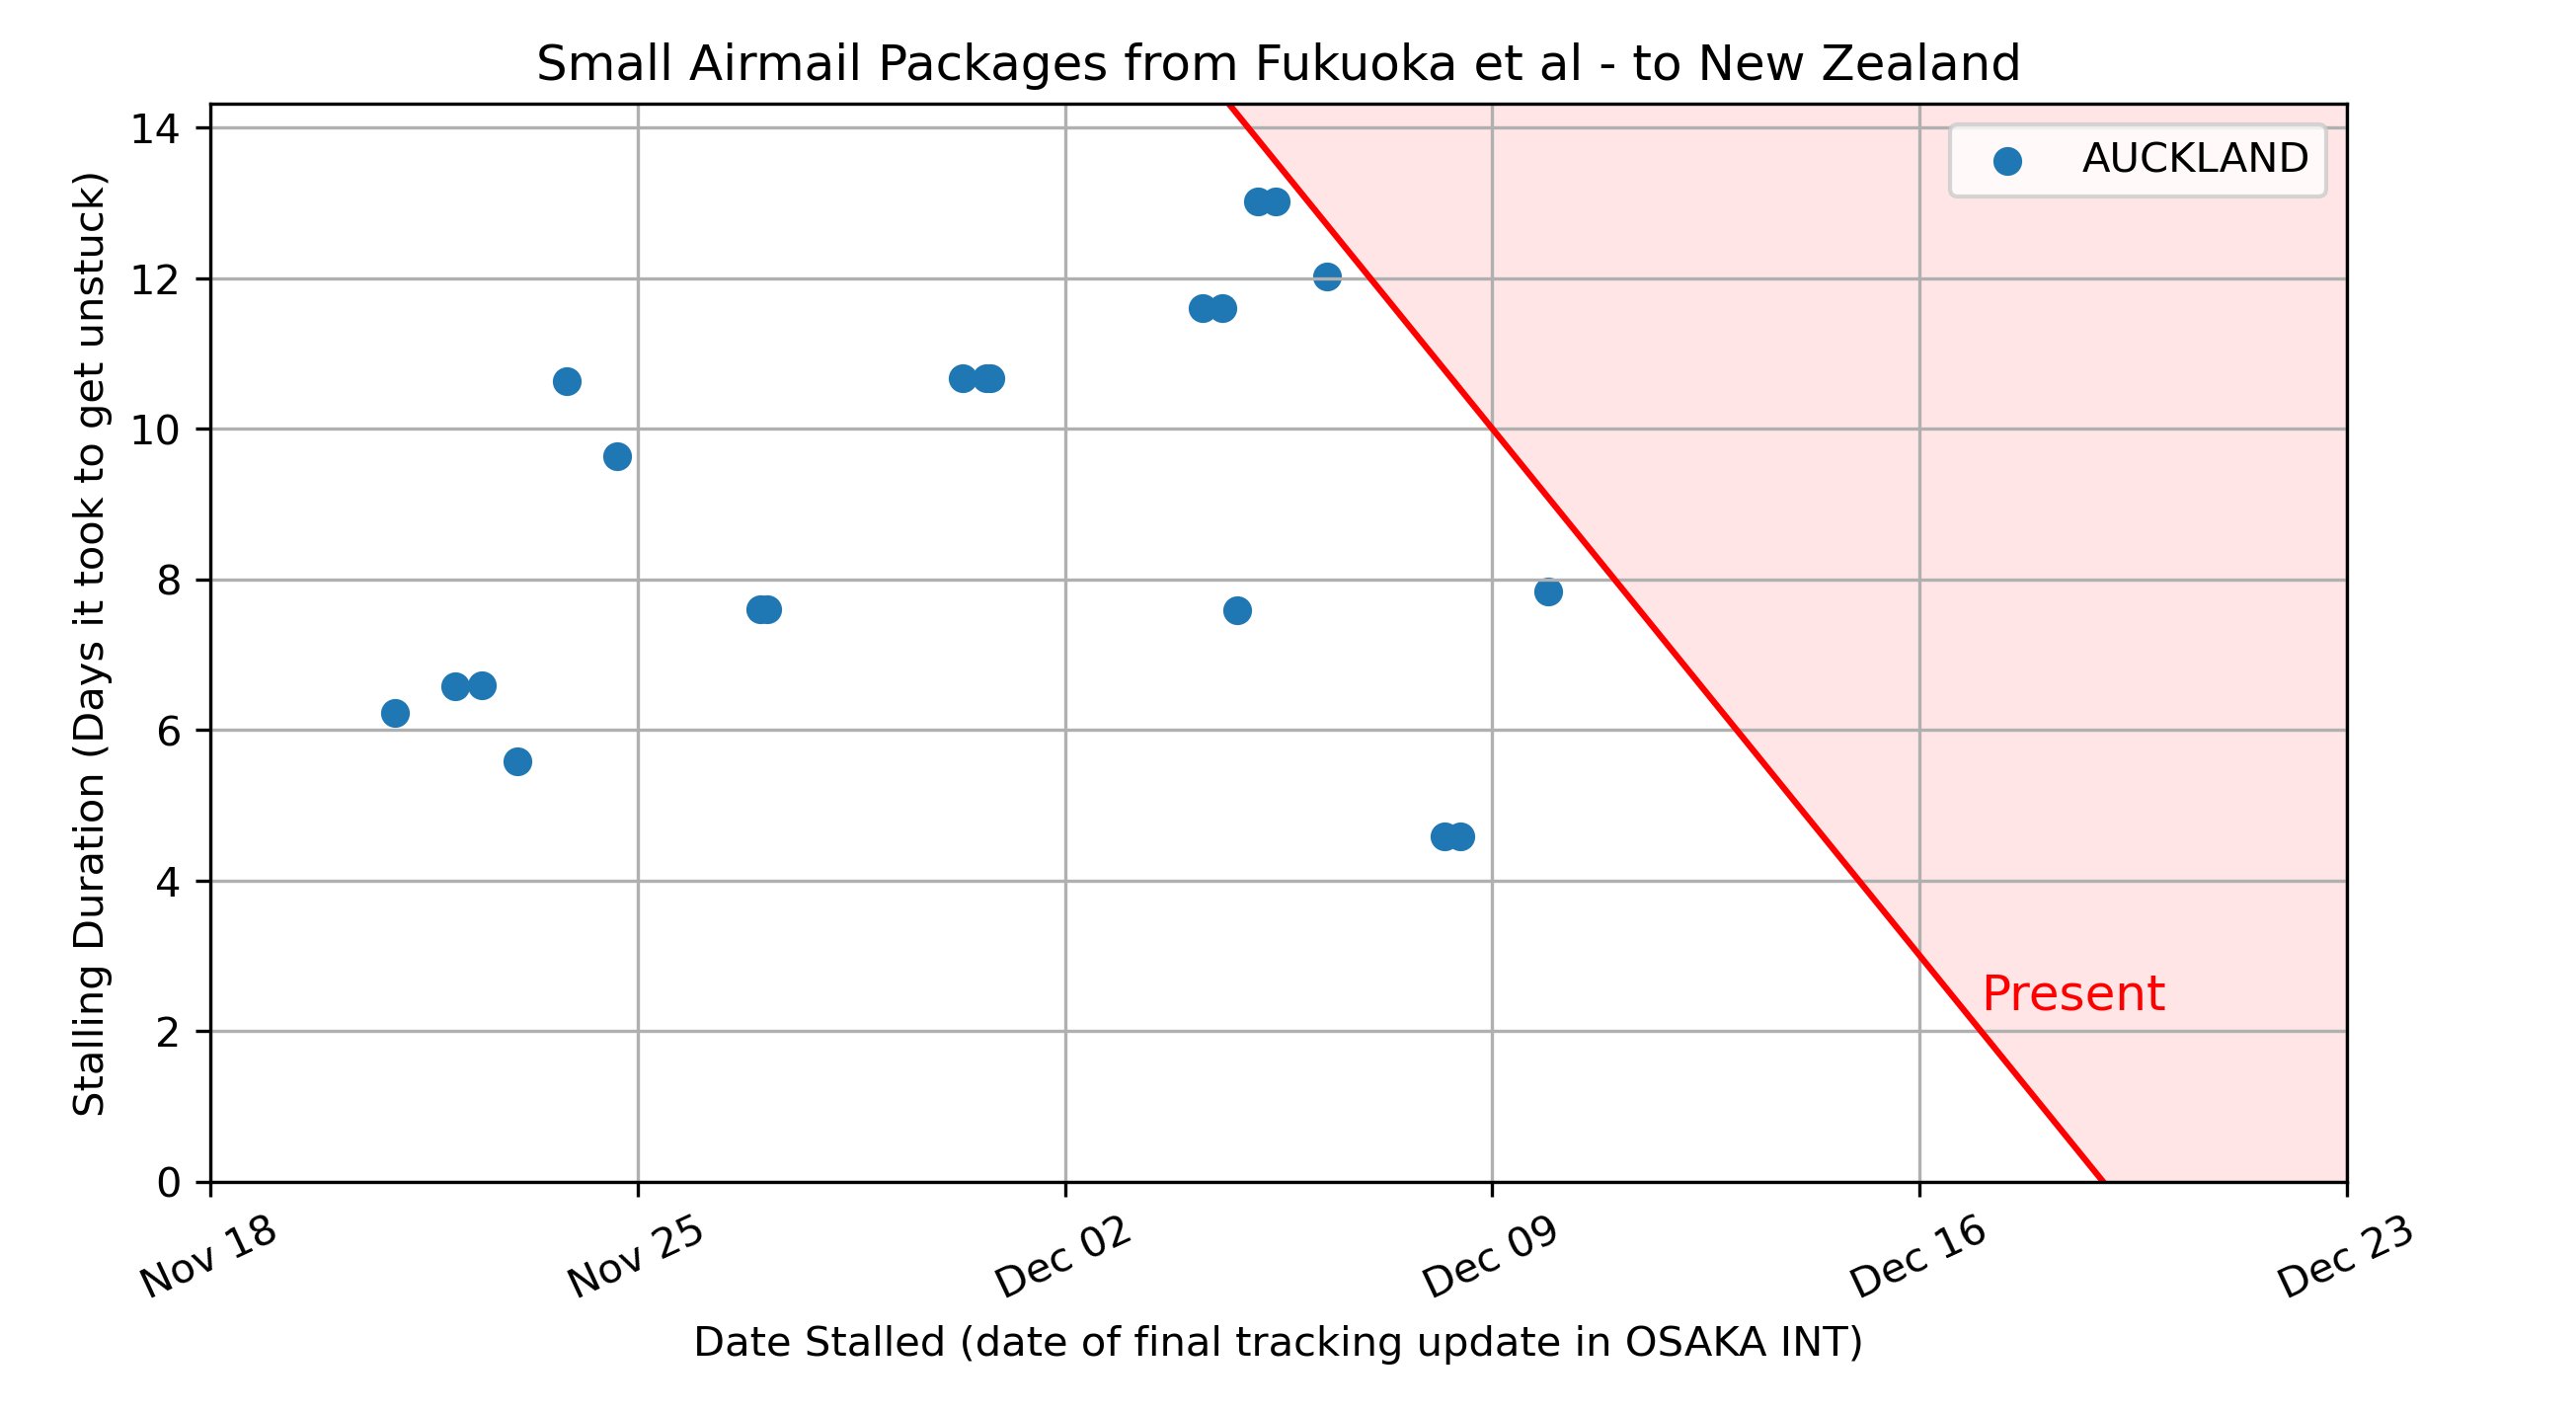 Small Airmail Packages from Fukuoka et al - to New Zealand
Stalling Duration (Days it took to get unstuck)
14
12
10
8
6
4
2
0
AUCKLAND
Present
Nov 18
Nov 25
Dec 02
Dec 09
Dec 16
Dec 23
Date Stalled (date of final tracking update in OSAKA INT)